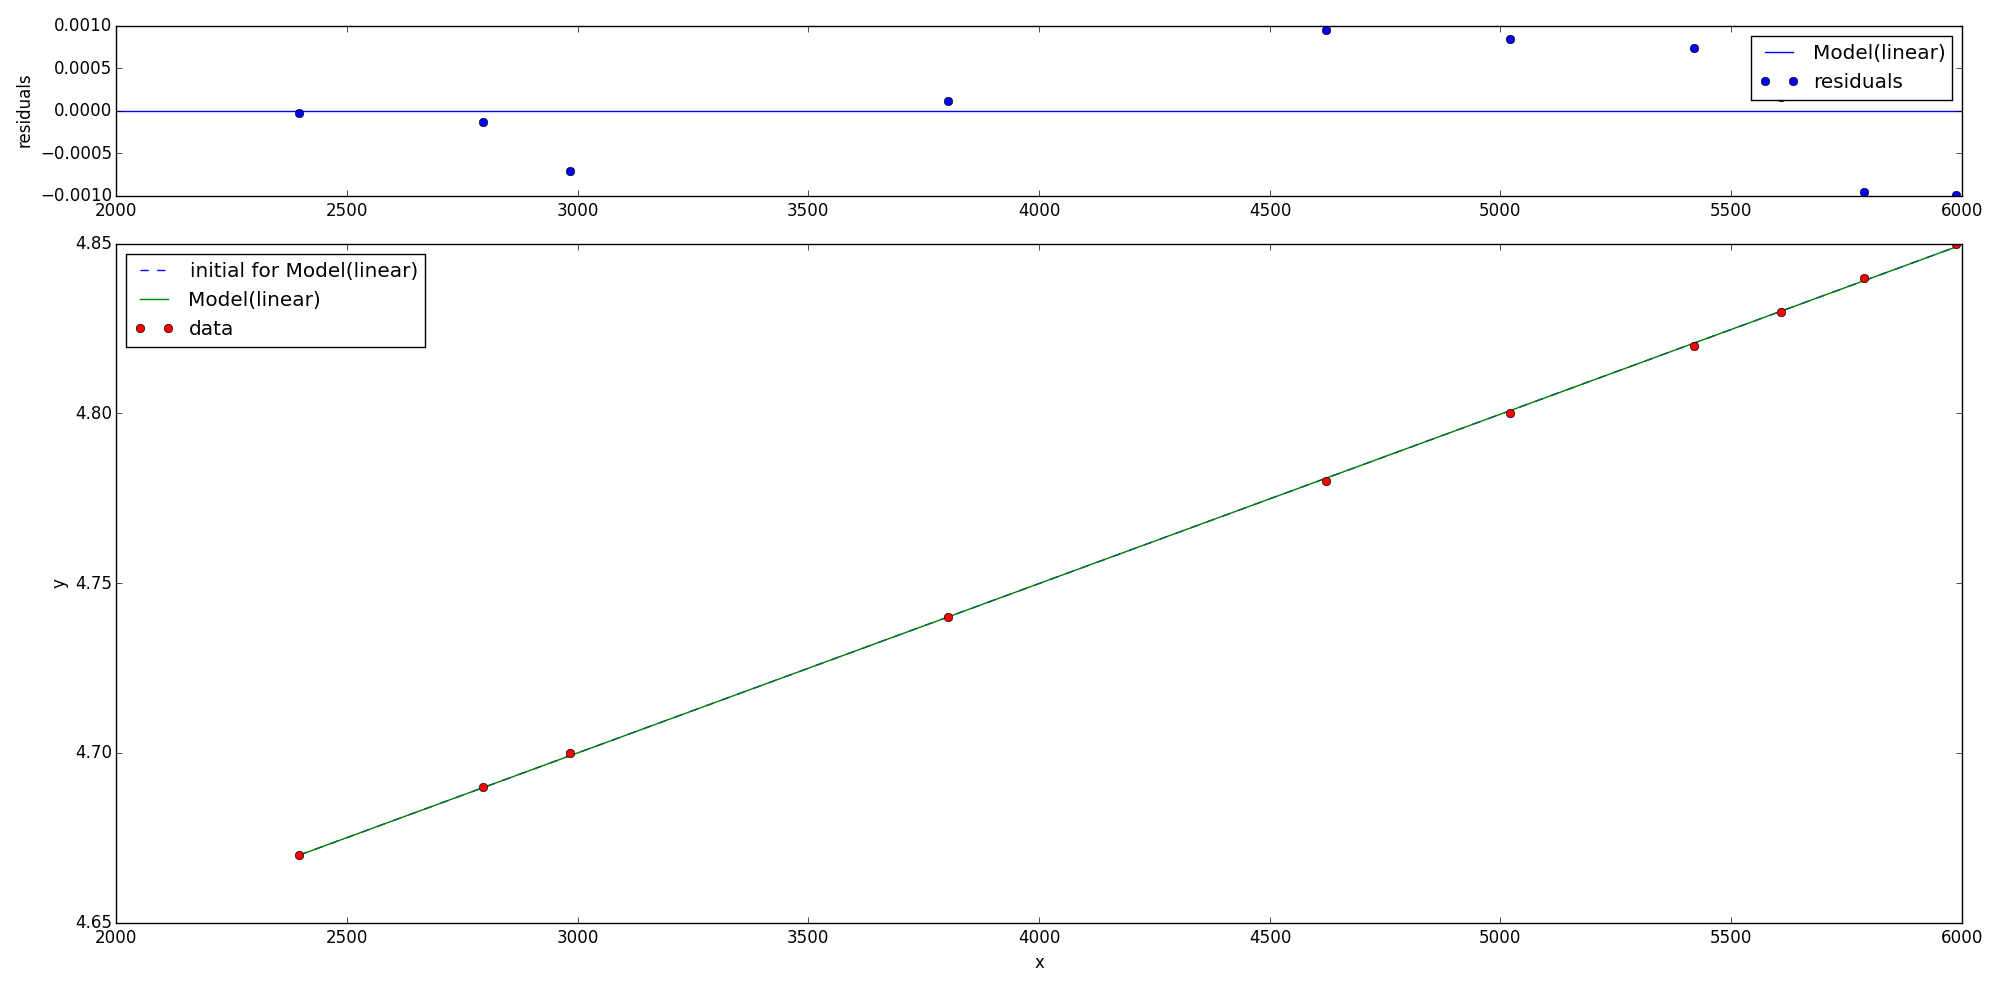 0.0010
0.0005
0.0000
−0.0005
−0.0010
residuals
Model(linear)
residuals
2000 2500 3000 3500 4000 4500 5000 5500 6000
4.85
4.80
4.75
4.70
4.65
y
initial for Model(linear)
Model(linear)
data
2000 2500 3000 3500 4000 4500 5000 5500 6000
x